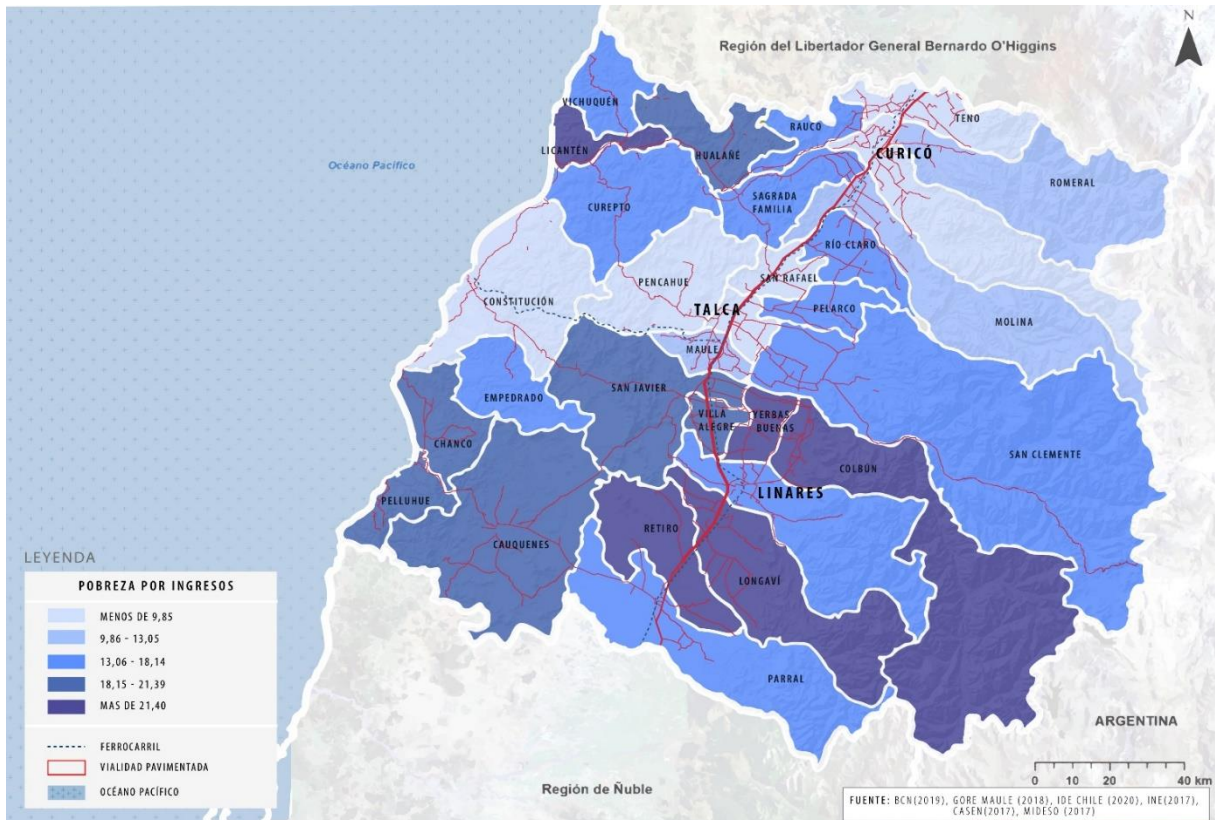 N
Región del Libertador General Bernardo O'Higgins
VICHUQUÉN
TENO
RAUCO
LICANTÉN
HUALAÑÉ
CURICÓ
Océano Pacífico
ROMERAL
SAGRADA
FAMILIA
CUREPTO
RÍO CLARO
SAN RAFAEL
PENCAHUE
CONSTITUCIÓN
TALCA
PELARCO
MOLINA
MAULE
SAN JAVIER
EMPEDRADO
VILLA
ALEGRE
YERBAS
BUENAS
CHANCO
SAN CLEMENTE
COLBÚN
LINARES
PELLUHUE
RETIRO
CAUQUENES
LONGAVÍ
PARRAL
ARGENTINA
Región de Ñuble
LEYENDA
POBREZA POR INGRESOS
MENOS DE 9,85
9,86 - 13,05
13,06 - 18,14
18,15 - 21,39
MAS DE 21,40
FERROCARRIL
VIALIDAD PAVIMENTADA
OCÉANO PACÍFICO
0 10 20 40 km
FUENTE: BCN(2019), GORE MAULE (2018), IDE CHILE (2020), INE(2017),
CASEN(2017), MIDESO (2017)